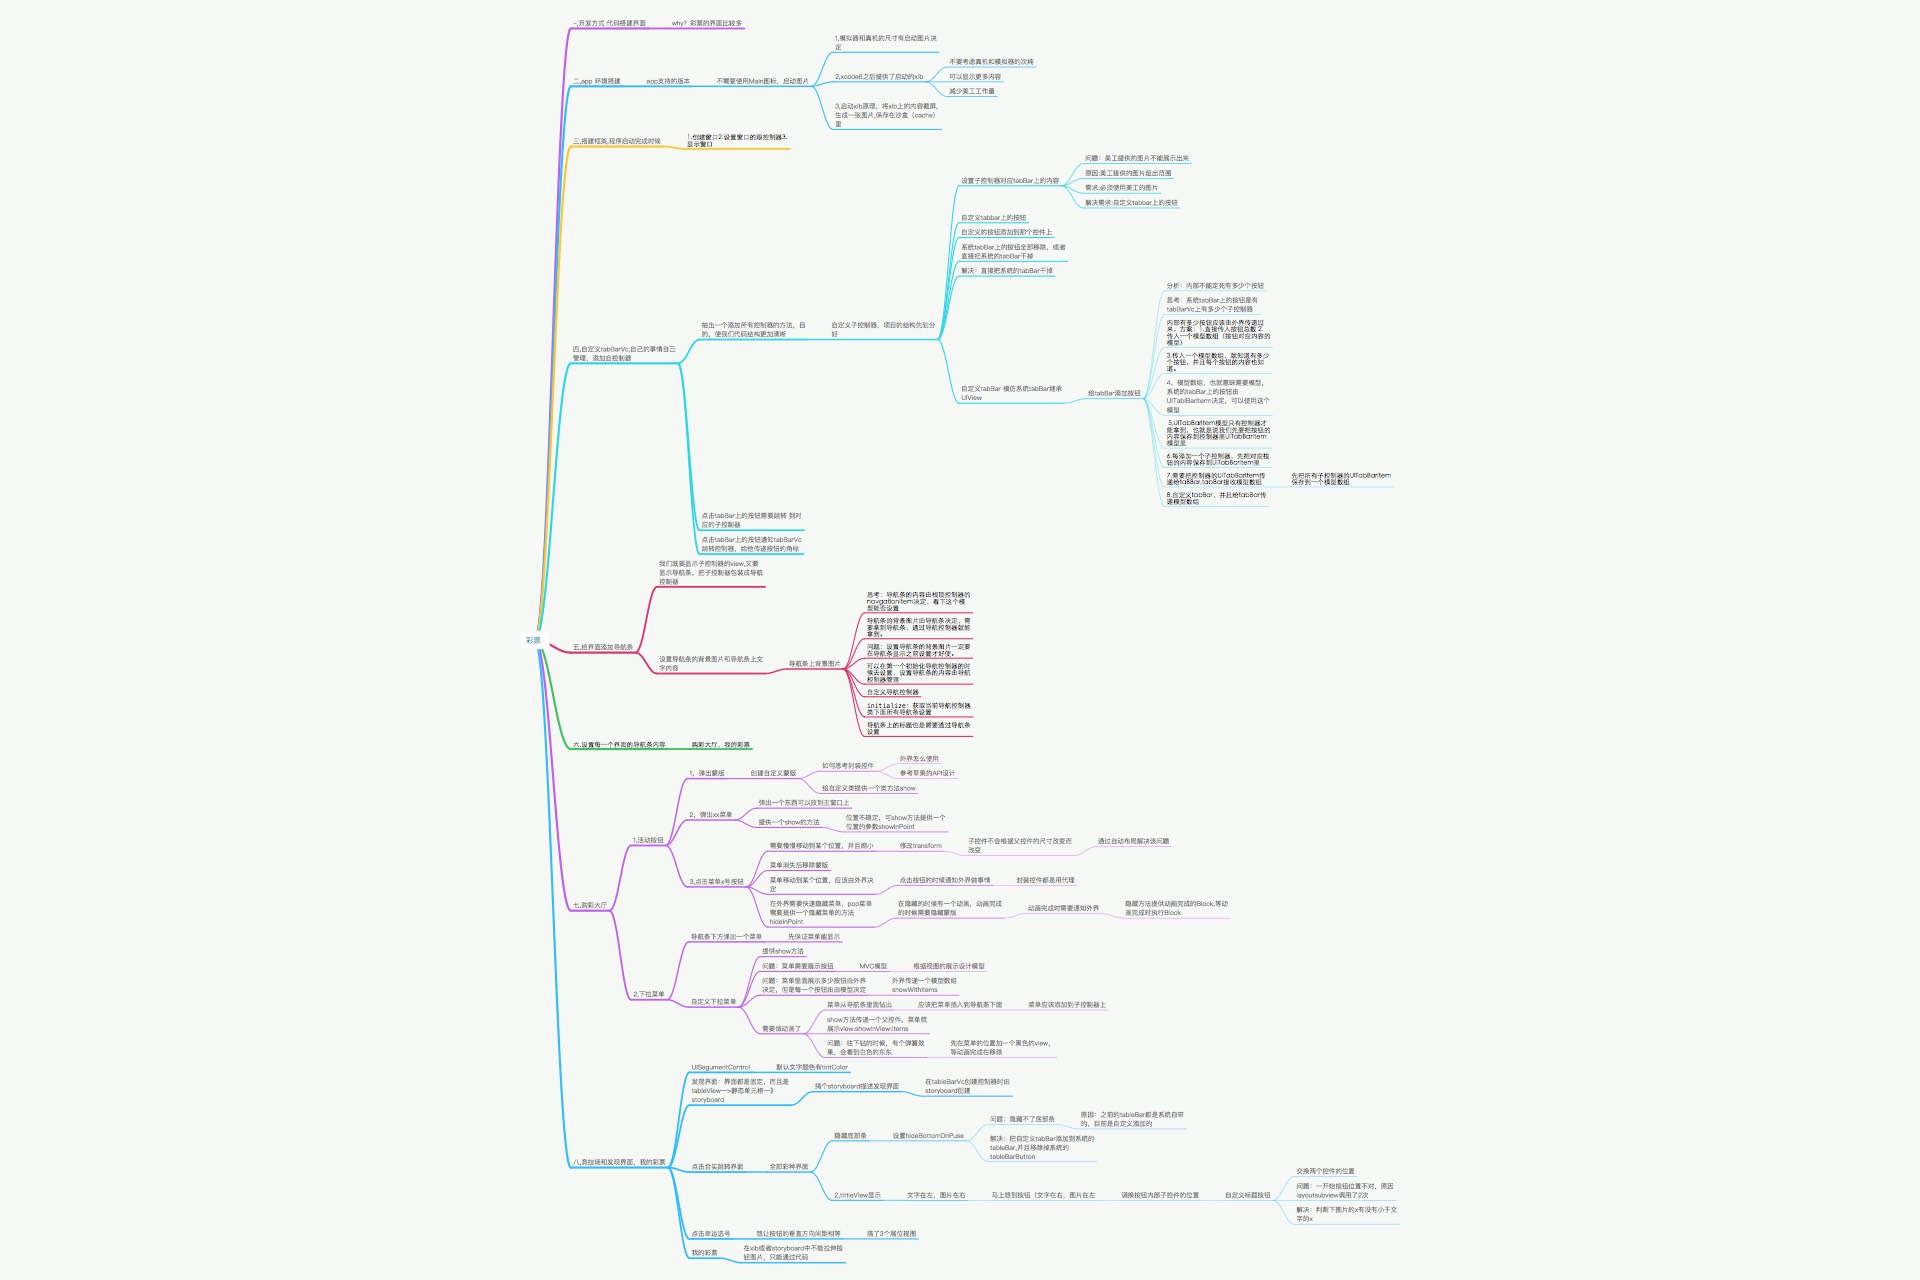 彩票
一,开发方式 代码搭建界面
why? 彩票的界面比较多
二,app 环境搭建
app支持的版本
不需要使用Main图标，启动图片
1,模拟器和真机的尺寸有启动图片决
定
2,xcode6之后提供了启动的xib
不要考虑真机和模拟器的次纯
可以显示更多内容
减少美工工作量
3,启动xib原理，将xib上的内容截屏,
生成一张图片,保存在沙盒（cache）
里
三,搭建框架,程序启动完成时候
1.创建窗口2.设置窗口的跟控制器3.
显示窗口
四,自定义tabBarVc,自己的事情自己
管理，添加自控制器
抽出一个添加所有控制器的方法，目
的，使我们代码结构更加清晰
自定义子控制器，项目的结构先划分
好
设置子控制器对应tabBar上的内容
问题：美工提供的图片不能展示出来
原因:美工提供的图片超出范围
需求:必须使用美工的图片
解决需求:自定义tabbar上的按钮
自定义tabbar上的按钮
自定义的按钮添加到那个控件上
系统tabBar上的按钮全部移除，或者
直接把系统的tabBar干掉
解决：直接把系统的tabBar干掉
自定义tabBar 模仿系统tabBar继承
UIView
给tabBar添加按钮
分析：内部不能定死有多少个按钮
思考：系统tabBar上的按钮是有
tabBarVc上有多少个子控制器
内部有多少按钮应该由外界传递过
来，方案：1.直接传入按钮总数 2.
传入一个模型数组（按钮对应内容的
模型）
3.传入一个模型数组，就知道有多少
个按钮，并且每个按钮的内容也知
道。
4、模型数组，也就意味需要模型，
系统的tabBar上的按钮由
UITablBarIterm决定，可以使用这个
模型
5.UITabBarItem模型只有控制器才
能拿到，也就是说我们先要把按钮的
内容保存到控制器里UITabBarItem
模型里
6.每添加一个子控制器，先把对应按
钮的内容保存到UITabBarItem里
7.需要把控制器的UITabBarItem传
递给taBBar,tabBar接收模型数组
先把所有子控制器的UITabBarItem
保存到一个模型数组
8.自定义tabBar，并且给tabBar传
递模型数组
点击tabBar上的按钮需要跳转 到对
应的子控制器
点击tabBar上的按钮通知tabBarVc
跳转控制器，给他传递按钮的角标
五,给界面添加导航条
我们既要显示子控制器的view,又要
显示导航条，把子控制器包装成导航
控制器
设置导航条的背景图片和导航条上文
字内容
导航条上背景图片
思考：导航条的内容由栈顶控制器的
navgationItem决定，看下这个模
型能否设置
导航条的背景图片由导航条决定，需
要拿到导航条，通过导航控制器就能
拿到。
问题：设置导航条的背景图片一定要
在导航条显示之前设置才好使。
可以在第一个初始化导航控制器的时
候去设置，设置导航条的内容由导航
控制器管理
自定义导航控制器
initialize：获取当前导航控制器
类下面所有导航条设置
导航条上的标题也是需要通过导航条
设置
六.设置每一个界面的导航条内容
购彩大厅，我的彩票
七,购彩大厅
1,活动按钮
1，弹出蒙版
创建自定义蒙版
如何思考封装控件
外界怎么使用
参考苹果的API设计
给自定义类提供一个类方法show
2，弹出xx菜单
弹出一个东西可以放到主窗口上
提供一个show的方法
位置不确定，可show方法提供一个
位置的参数showInPoint
3,点击菜单x号按钮
需要慢慢移动到某个位置，并且缩小
修改transform
子控件不会根据父控件的尺寸改变而
改变
通过自动布局解决该问题
菜单消失后移除蒙版
菜单移动到某个位置，应该由外界决
定
点击按钮的时候通知外界做事情
封装控件都是用代理
在外界需要快速隐藏菜单，pop菜单
需要提供一个隐藏菜单的方法
hideInPoint
在隐藏的时候有一个动画，动画完成
的时候需要隐藏蒙版
动画完成时需要通知外界
隐藏方法提供动画完成的Block,等动
画完成时执行Block
2,下拉菜单
导航条下方弹出一个菜单
先保证菜单能显示
自定义下拉菜单
提供show方法
问题：菜单需要展示按钮
MVC模型
根据视图的展示设计模型
问题：菜单里面展示多少按钮由外界
决定，但是每一个按钮由由模型决定
外界传递一个模型数组
showWithItems
需要做动画了
菜单从导航条里面钻出
应该把菜单插入到导航条下面
菜单应该添加到子控制器上
show方法传递一个父控件，菜单就
展示view:showInView:items
问题：往下钻的时候，有个弹簧效
果，会看到白色的东东
先在菜单的位置加一个黑色的view，
等动画完成在移除
八,竞技场和发现界面，我的彩票
UISegumentControl
默认文字颜色有tintColor
发现界面：界面都是固定，而且是
tableView—>静态单元格—》
storyboard
搞个storyboard描述发现界面
在tableBarVc创建控制器时由
storyboard创建
点击合买跳转界面
全部彩种界面
隐藏底部条
设置hideBottomOnPuse
问题：隐藏不了底部条
原因：之前的tableBar都是系统自带
的，目前是自定义添加的
解决：把自定义tabBar添加到系统的
tableBar,并且移除掉系统的
tableBarButton
2,tittleView显示
文字在左，图片在右
马上想到按钮（文字在右，图片在左
调换按钮内部子控件的位置
自定义标题按钮
交换两个控件的位置
问题：一开始按钮位置不对，原因
layoutsubview调用了2次
解决：判断下图片的x有没有小于文
字的x
点击幸运选号
想让按钮的垂直方向间距相等
搞了3个展位视图
我的彩票
在xib或者storyboard中不能拉伸按
钮图片，只能通过代码